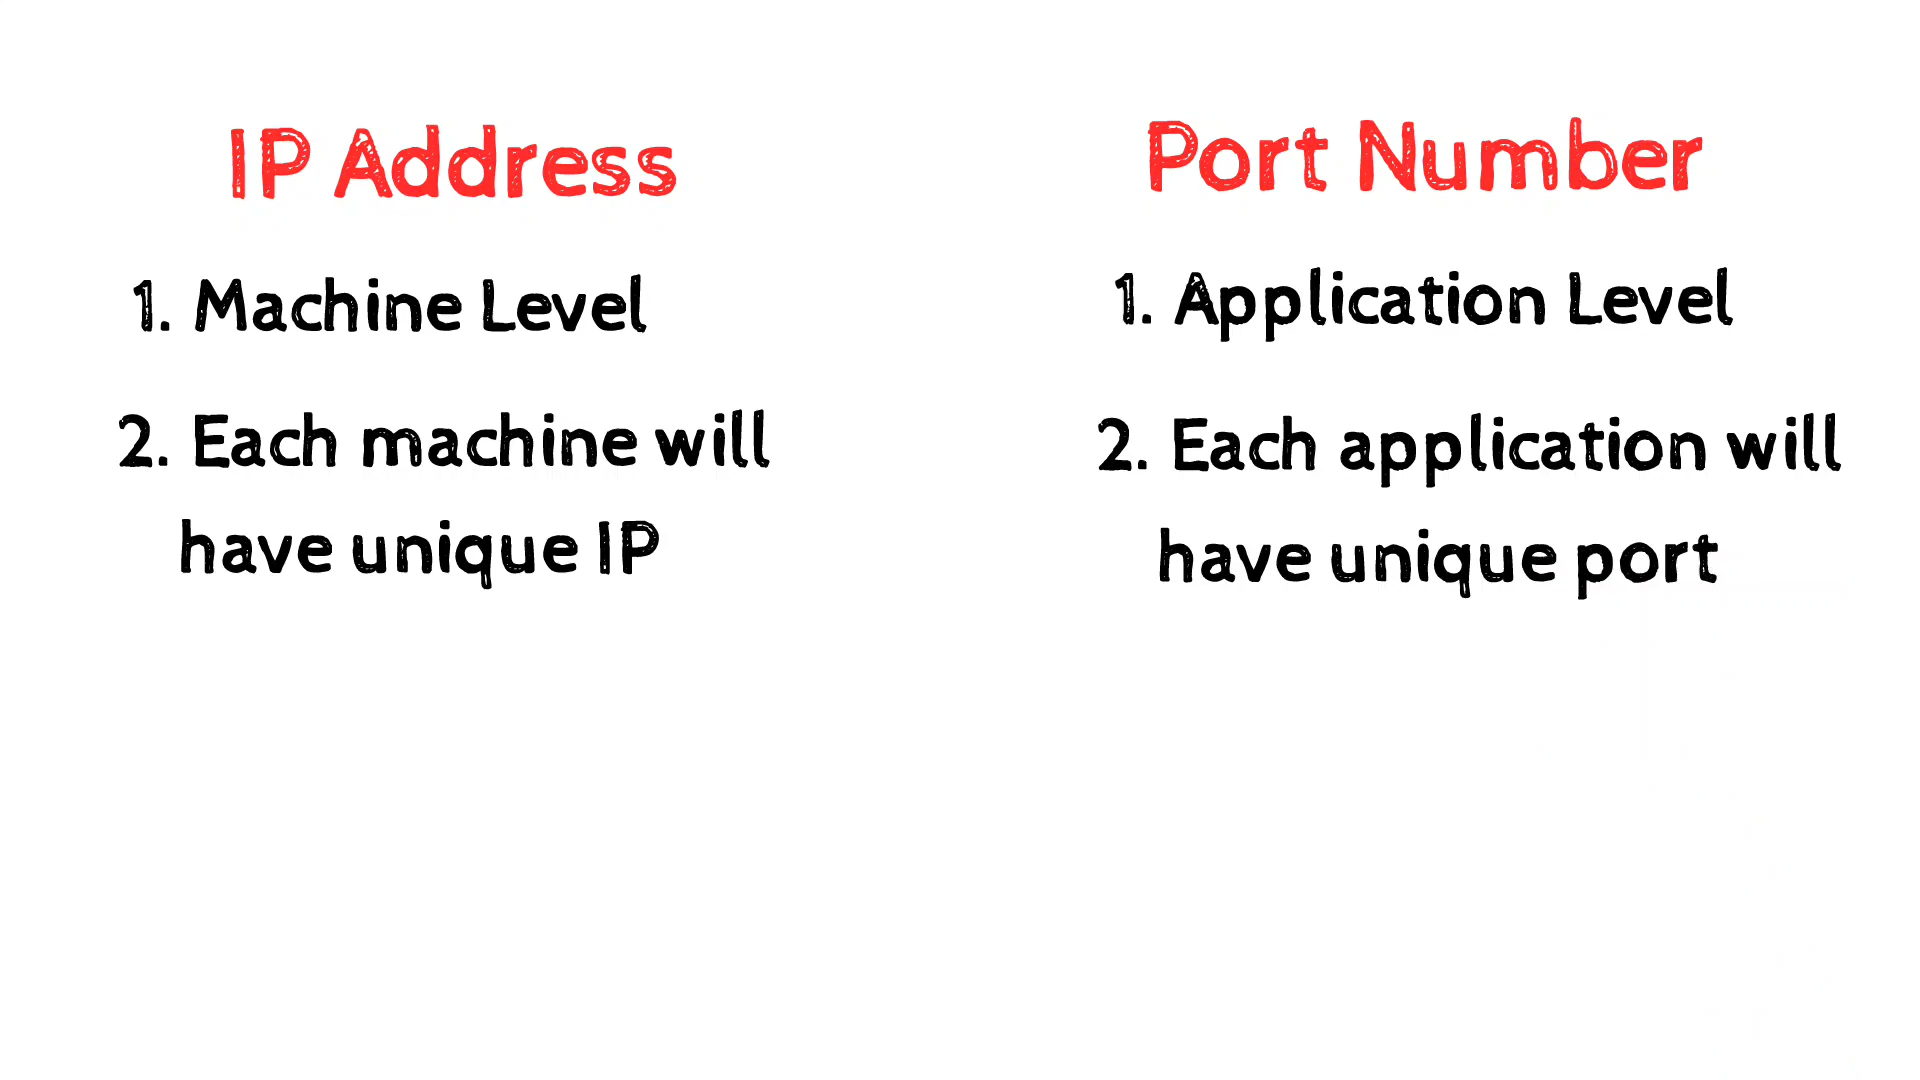 IP Address
1. Machine Level
2. Each machine will
have unique IP
Port Number
1. Application Level
2. Each application will
have unique port